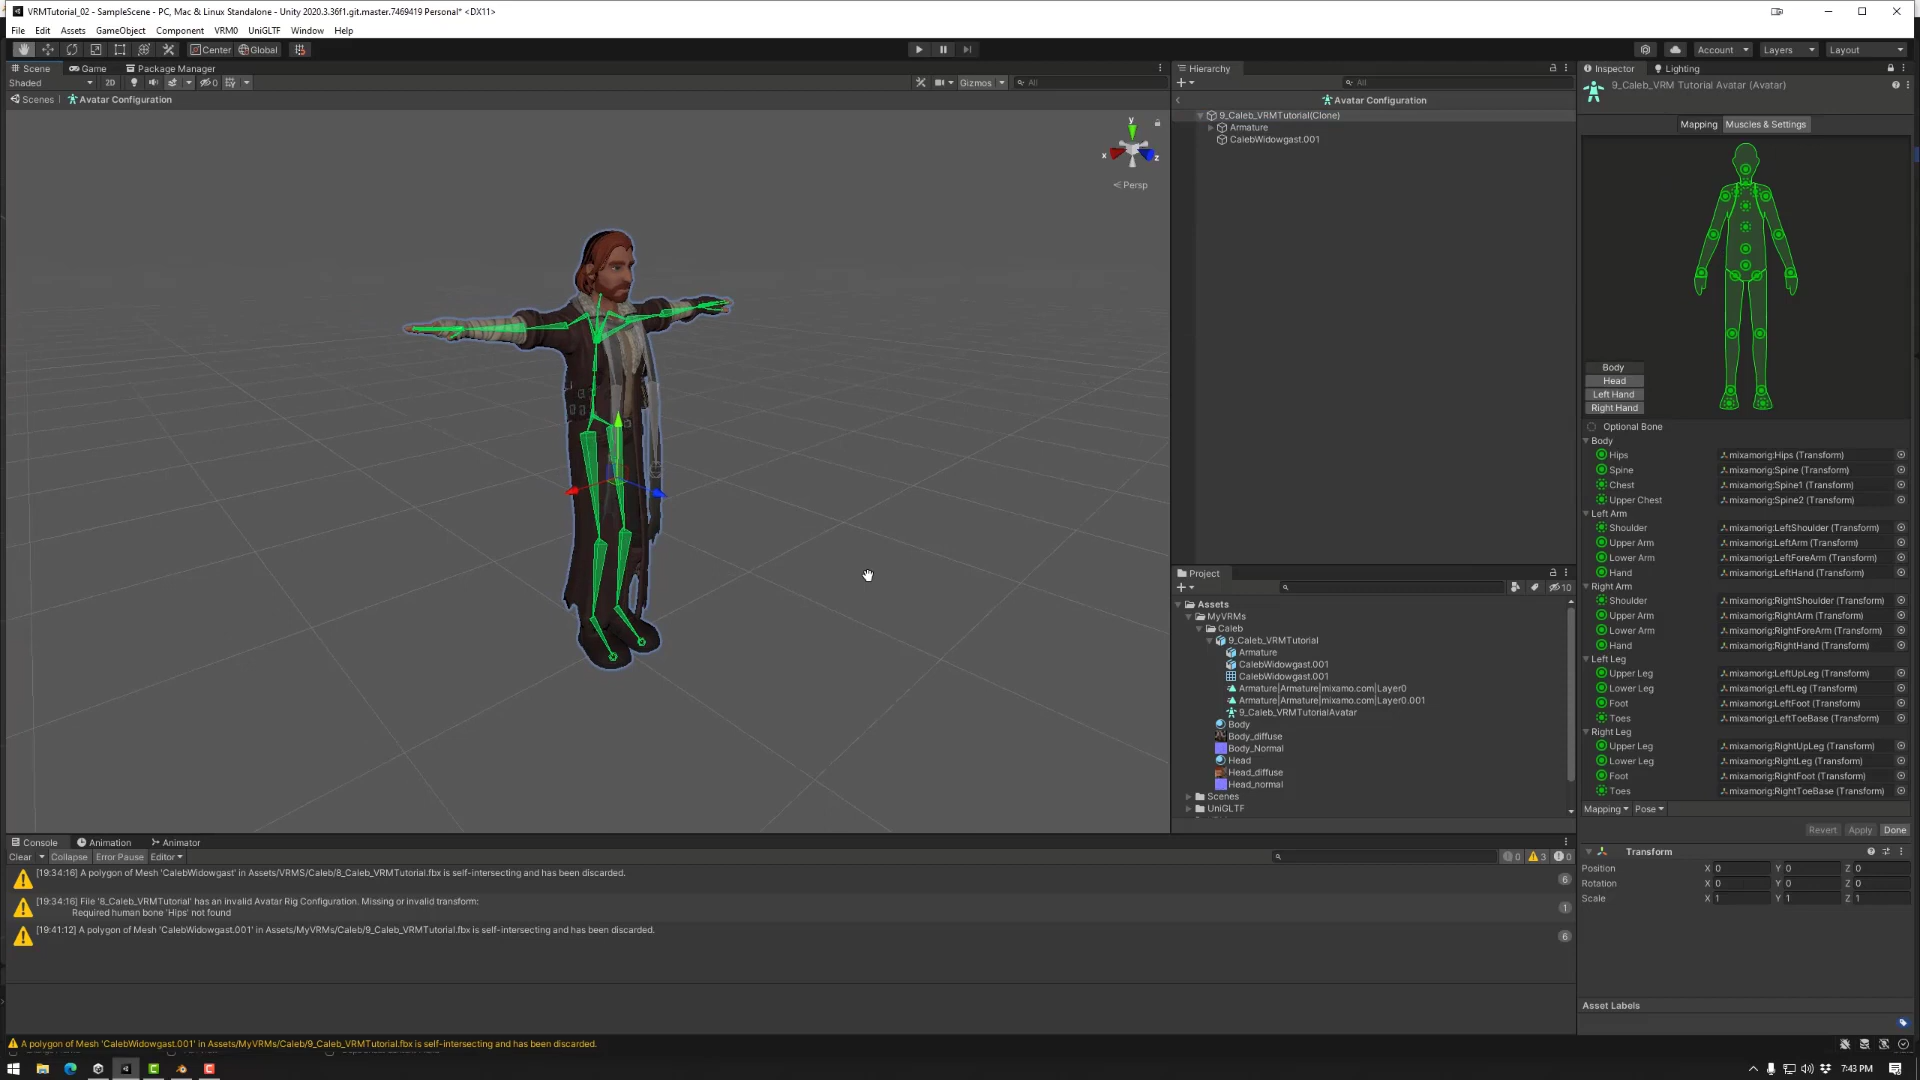 VRMTutorial_02 - SampleScene - PC, Mac & Linux Standalone - Unity 2020.3.36f1.git.master.7469419 Personal* <DX11>
File Edit Assets GameObject Component VRM0 UniGLTF Window Help
Center Global Account Layers Layout
Scene Game Package Manager
Shaded 2D 0 Gizmos All
Scenes Avatar Configuration
y
x z
Persp
Hierarchy
All
Avatar Configuration
9_Caleb_VRMTutorial(Clone)
Armature
CalebWidowgast.001
Project
10
Assets
MyVRMs
Caleb
9_Caleb_VRMTutorial
Armature
CalebWidowgast.001
CalebWidowgast.001
Armature|Armature|mixamo.com|Layer0
Armature|Armature|mixamo.com|Layer0.001
9_Caleb_VRMTutorialAvatar
Body
Body_diffuse
Body_Normal
Head
Head_diffuse
Head_normal
Scenes
UniGLTF
Inspector Lighting
9_Caleb_VRM Tutorial Avatar (Avatar)
Mapping Muscles & Settings
Body
Head
Left Hand
Right Hand
Optional Bone
Body
Hips mixamorig:Hips (Transform)
Spine mixamorig:Spine (Transform)
Chest mixamorig:Spine1 (Transform)
Upper Chest mixamorig:Spine2 (Transform)
Left Arm
Shoulder mixamorig:LeftShoulder (Transform)
Upper Arm mixamorig:LeftArm (Transform)
Lower Arm mixamorig:LeftForeArm (Transform)
Hand mixamorig:LeftHand (Transform)
Right Arm
Shoulder mixamorig:RightShoulder (Transform)
Upper Arm mixamorig:RightArm (Transform)
Lower Arm mixamorig:RightForeArm (Transform)
Hand mixamorig:RightHand (Transform)
Left Leg
Upper Leg mixamorig:LeftUpLeg (Transform)
Lower Leg mixamorig:LeftLeg (Transform)
Foot mixamorig:LeftFoot (Transform)
Toes mixamorig:LeftToeBase (Transform)
Right Leg
Upper Leg mixamorig:RightUpLeg (Transform)
Lower Leg mixamorig:RightLeg (Transform)
Foot mixamorig:RightFoot (Transform)
Toes mixamorig:RightToeBase (Transform)
Mapping Pose
Revert Apply Done
Transform
Position X 0 Y 0 Z 0
Rotation X 0 Y 0 Z 0
Scale X 1 Y 1 Z 1
Asset Labels
Console Animation Animator
Clear Collapse Error Pause Editor 0 3 0
[19:34:16] A polygon of Mesh 'CalebWidowgast' in Assets/VRMS/Caleb/8_Caleb_VRMTutorial.fbx is self-intersecting and has been discarded. 6
[19:34:16] File '8_Caleb_VRMTutorial' has an invalid Avatar Rig Configuration. Missing or invalid transform: 1
Required human bone 'Hips' not found
[19:41:12] A polygon of Mesh 'CalebWidowgast.001' in Assets/MyVRMs/Caleb/9_Caleb_VRMTutorial.fbx is self-intersecting and has been discarded. 6
A polygon of Mesh 'CalebWidowgast.001' in Assets/MyVRMs/Caleb/9_Caleb_VRMTutorial.fbx is self-intersecting and has been discarded.
7:43 PM